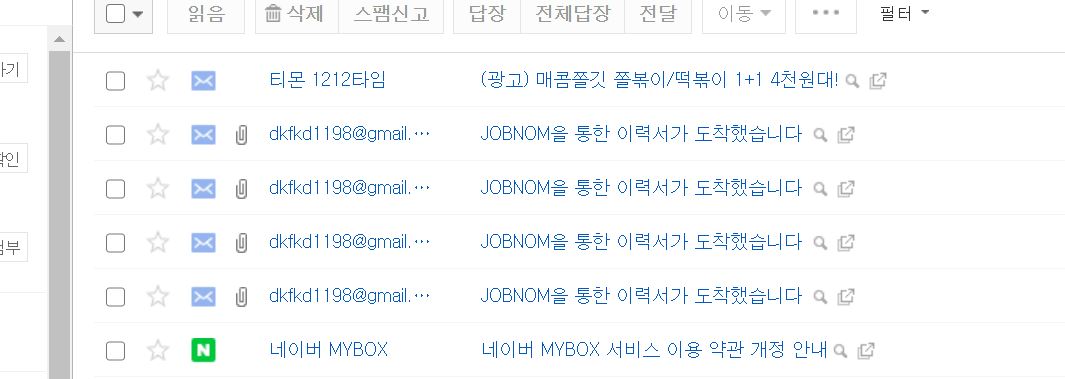 읽음 삭제 스팸신고 답장 전체답장 전달 이동 ••• 필터
티몬 1212타임 (광고) 매콤쫄깃 쫄볶이/떡볶이 1+1 4천원대!
dkfkd1198@gmail.… JOBNOM을 통한 이력서가 도착했습니다
dkfkd1198@gmail.… JOBNOM을 통한 이력서가 도착했습니다
dkfkd1198@gmail.… JOBNOM을 통한 이력서가 도착했습니다
dkfkd1198@gmail.… JOBNOM을 통한 이력서가 도착했습니다
N 네이버 MYBOX 네이버 MYBOX 서비스 이용 약관 개정 안내